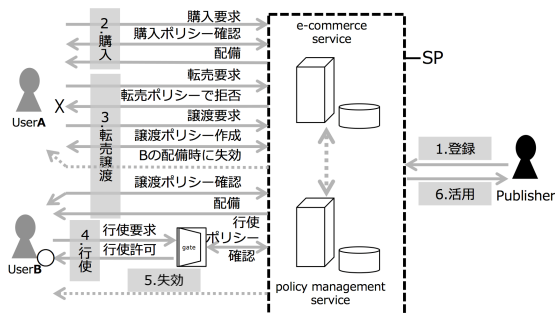 2.購入
購入要求
購入ポリシー確認
配備
3.転売譲渡
転売要求
転売ポリシーで拒否
X
UserA
譲渡要求
譲渡ポリシー作成
Bの配備時に失効
譲渡ポリシー確認
配備
4.行使
行使要求
行使許可
gate
行使
ポリシー
確認
UserB
5.失効
e-commerce
service
SP
policy management
service
1.登録
6.活用
Publisher